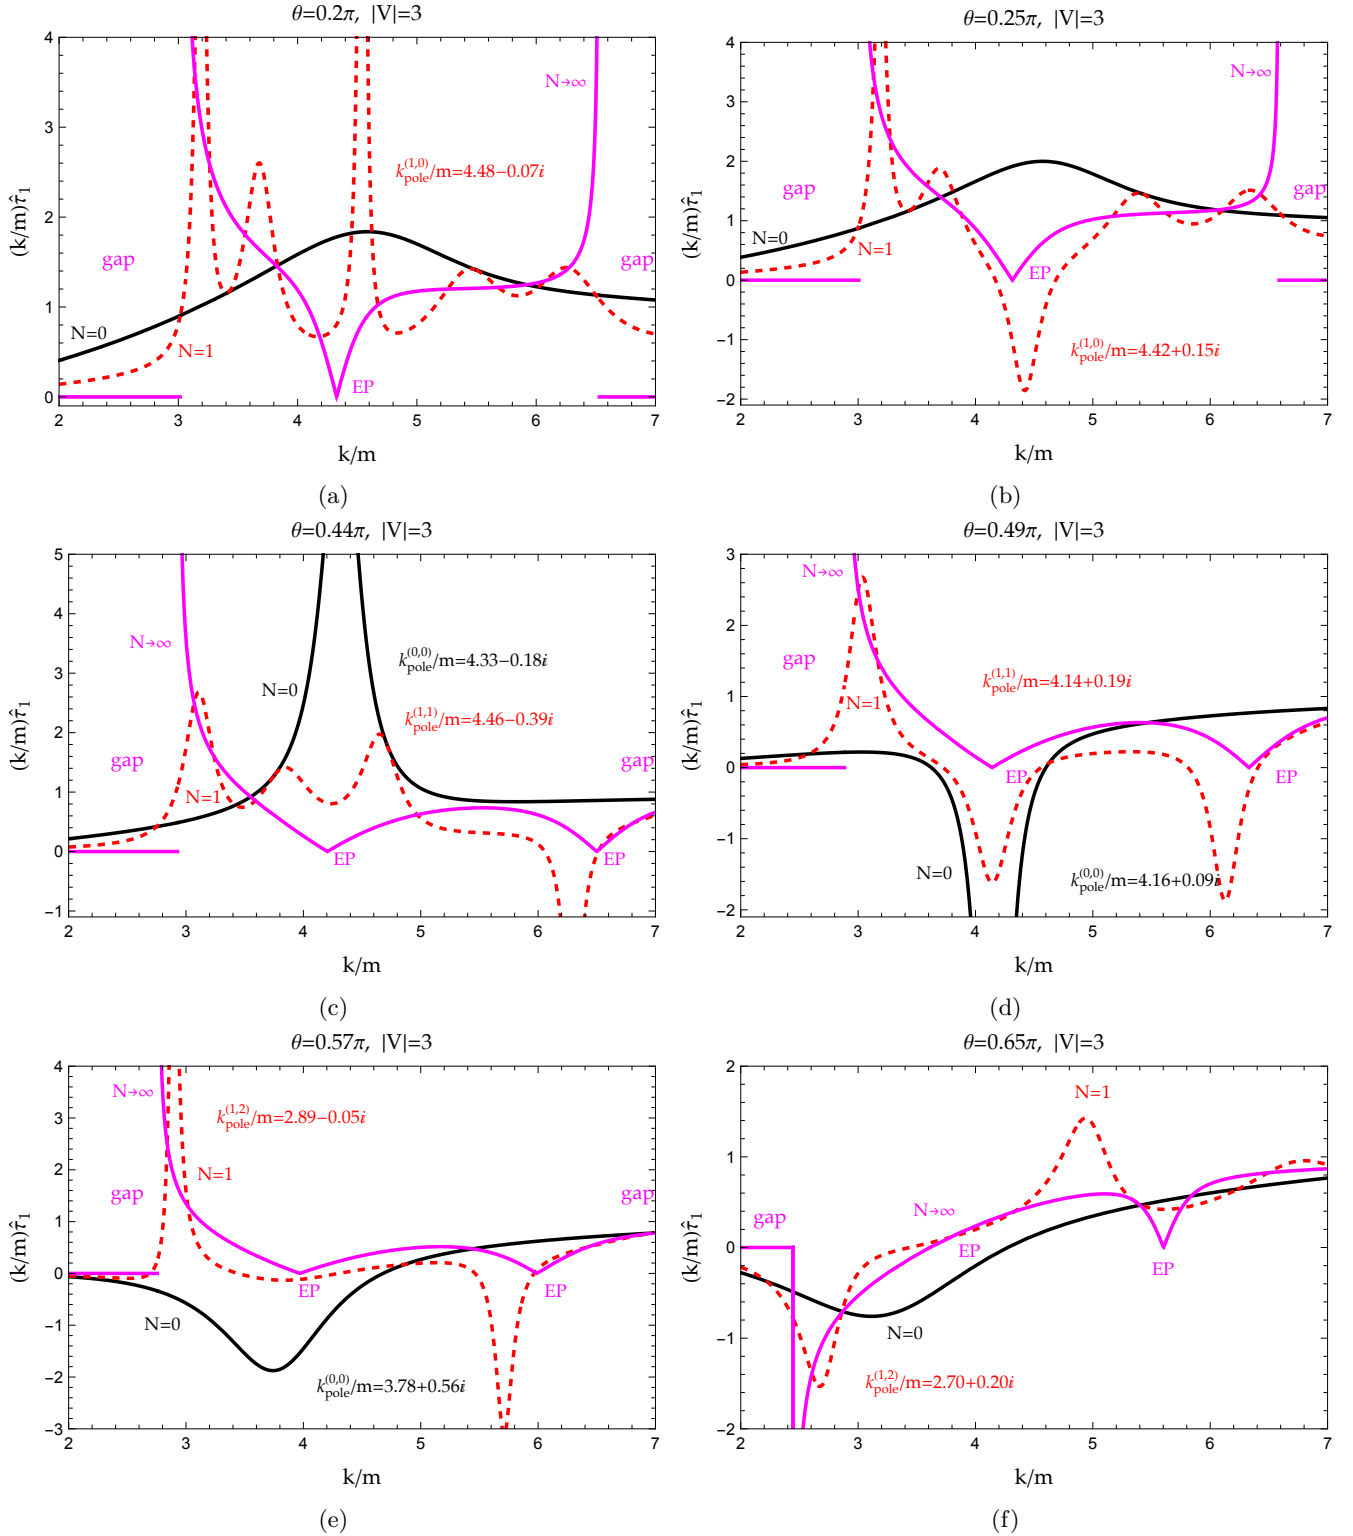 θ=0.2π, |V|=3
4
3
2
1
0
(k/m)τ̂₁
N→∞
k_pole^(1,0)/m=4.48−0.07i
gap
gap
N=0
N=1
EP
2 3 4 5 6 7
k/m
(a)
θ=0.25π, |V|=3
4
3
2
1
0
−1
−2
(k/m)τ̂₁
N→∞
gap
gap
N=0
N=1
EP
k_pole^(1,0)/m=4.42+0.15i
2 3 4 5 6 7
k/m
(b)
θ=0.44π, |V|=3
5
4
3
2
1
0
−1
(k/m)τ̂₁
N→∞
k_pole^(0,0)/m=4.33−0.18i
N=0
k_pole^(1,1)/m=4.46−0.39i
gap
gap
N=1
EP
EP
2 3 4 5 6 7
k/m
(c)
θ=0.49π, |V|=3
3
2
1
0
−1
−2
(k/m)τ̂₁
N→∞
gap
k_pole^(1,1)/m=4.14+0.19i
N=1
EP
EP
N=0
k_pole^(0,0)/m=4.16+0.09i
2 3 4 5 6 7
k/m
(d)
θ=0.57π, |V|=3
4
3
2
1
0
−1
−2
−3
(k/m)τ̂₁
N→∞
k_pole^(1,2)/m=2.89−0.05i
N=1
gap
gap
EP
EP
N=0
k_pole^(0,0)/m=3.78+0.56i
2 3 4 5 6 7
k/m
(e)
θ=0.65π, |V|=3
2
1
0
−1
−2
(k/m)τ̂₁
N=1
gap
N→∞
EP
EP
N=0
k_pole^(1,2)/m=2.70+0.20i
2 3 4 5 6 7
k/m
(f)